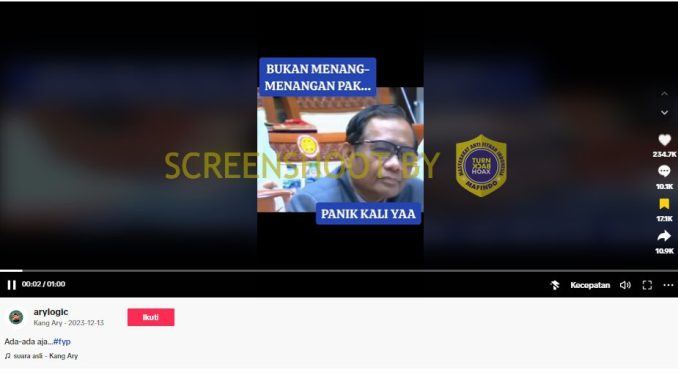 BUKAN MENANG-
MENANGAN PAK...
SCREENSHOOT BY
MASYARAKAT ANTI FITNAH INDONESIA
TURN
BACK
HOAX
MAFINDO
PANIK KALI YAA
234.7K
10.1K
17.1K
10.9K
00:02 / 01:00
Kecepatan
arylogic
Kang Ary · 2023-12-13
Ikuti
Ada-ada aja...#fyp
suara asli - Kang Ary